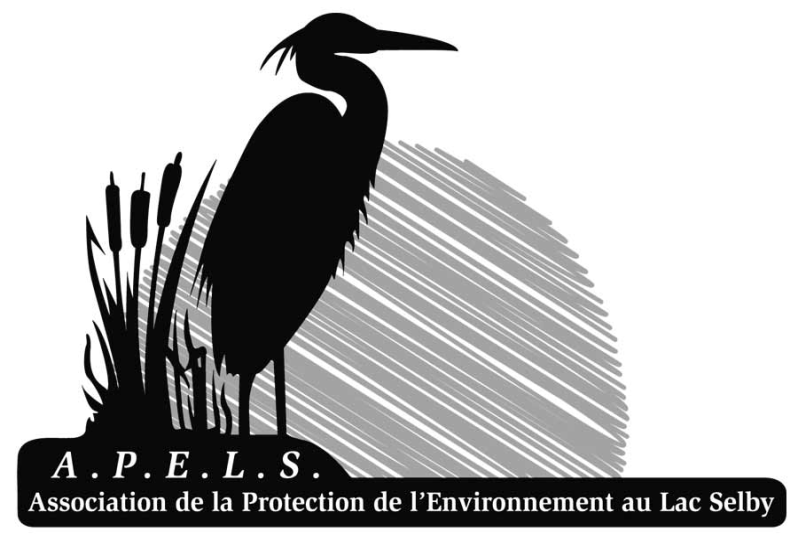 A.P.E.L.S.
Association de la Protection de l'Environnement au Lac Selby